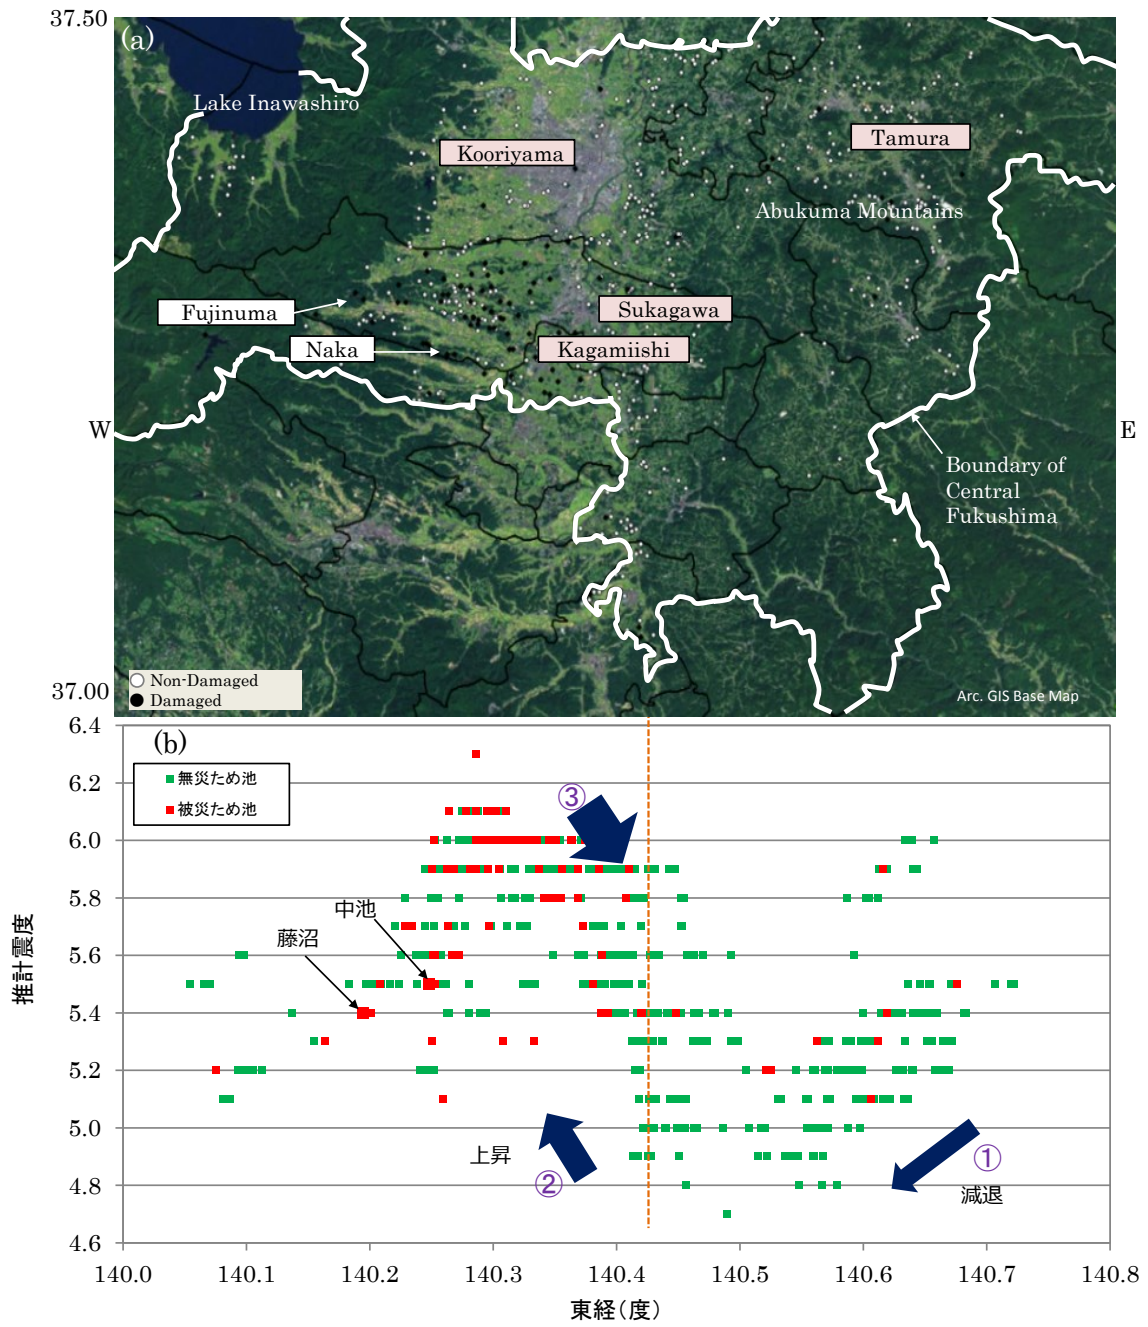 37.50
(a)
Lake Inawashiro
Kooriyama
Tamura
Abukuma Mountains
Fujinuma
Sukagawa
Naka
Kagamiishi
W
E
Boundary of
Central
Fukushima
37.00
Non-Damaged
Damaged
Arc. GIS Base Map
(b)
無災ため池
被災ため池
6.4
6.2
6.0
5.8
5.6
5.4
5.2
5.0
4.8
4.6
推計震度
③
中池
藤沼
上昇
②
①
減退
140.0 140.1 140.2 140.3 140.4 140.5 140.6 140.7 140.8
東経(度)